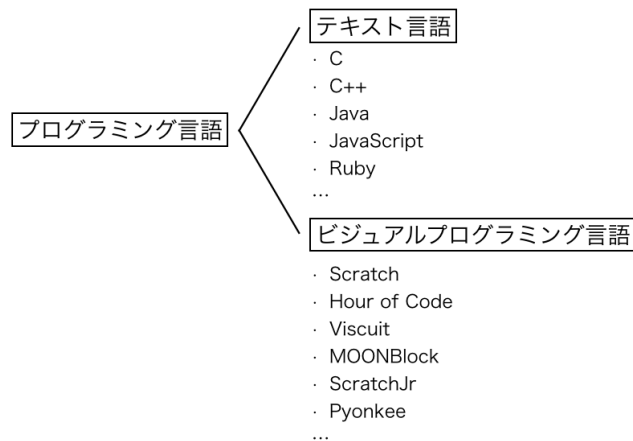 テキスト言語
· C
· C++
· Java
· JavaScript
· Ruby
...
プログラミング言語
ビジュアルプログラミング言語
· Scratch
· Hour of Code
· Viscuit
· MOONBlock
· ScratchJr
· Pyonkee
...